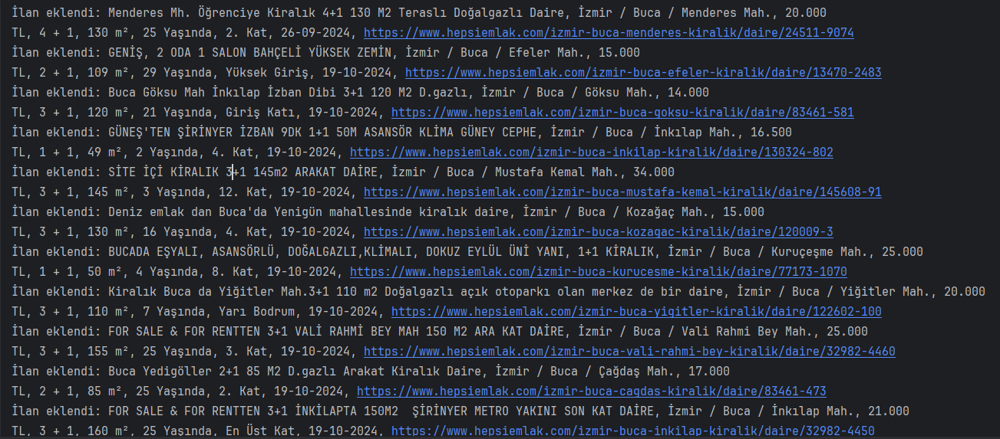 İlan eklendi: Menderes Mh. Öğrenciye Kiralık 4+1 130 M2 Teraslı Doğalgazlı Daire, İzmir / Buca / Menderes Mah., 20.000
TL, 4 + 1, 130 m², 25 Yaşında, 2. Kat, 26-09-2024, https://www.hepsiemlak.com/izmir-buca-menderes-kiralik/daire/24511-9074
İlan eklendi: GENİŞ, 2 ODA 1 SALON BAHÇELİ YÜKSEK ZEMİN, İzmir / Buca / Efeler Mah., 15.000
TL, 2 + 1, 109 m², 29 Yaşında, Yüksek Giriş, 19-10-2024, https://www.hepsiemlak.com/izmir-buca-efeler-kiralik/daire/13470-2483
İlan eklendi: Buca Göksu Mah İnkılap İzban Dibi 3+1 120 M2 D.gazlı, İzmir / Buca / Göksu Mah., 14.000
TL, 3 + 1, 120 m², 21 Yaşında, Giriş Katı, 19-10-2024, https://www.hepsiemlak.com/izmir-buca-goksu-kiralik/daire/83461-581
İlan eklendi: GÜNEŞ'TEN ŞİRİNYER İZBAN 9DK 1+1 50M ASANSÖR KLİMA GÜNEY CEPHE, İzmir / Buca / İnkılap Mah., 16.500
TL, 1 + 1, 49 m², 2 Yaşında, 4. Kat, 19-10-2024, https://www.hepsiemlak.com/izmir-buca-inkilap-kiralik/daire/130324-802
İlan eklendi: SİTE İÇİ KİRALIK 3+1 145m2 ARAKAT DAİRE, İzmir / Buca / Mustafa Kemal Mah., 34.000
TL, 3 + 1, 145 m², 3 Yaşında, 12. Kat, 19-10-2024, https://www.hepsiemlak.com/izmir-buca-mustafa-kemal-kiralik/daire/145608-91
İlan eklendi: Deniz emlak dan Buca'da Yenigün mahallesinde kiralık daire, İzmir / Buca / Kozağaç Mah., 15.000
TL, 3 + 1, 130 m², 16 Yaşında, 4. Kat, 19-10-2024, https://www.hepsiemlak.com/izmir-buca-kozagac-kiralik/daire/120009-3
İlan eklendi: BUCADA EŞYALI, ASANSÖRLÜ, DOĞALGAZLI,KLİMALI, DOKUZ EYLÜL ÜNİ YANI, 1+1 KİRALIK, İzmir / Buca / Kuruçeşme Mah., 25.000
TL, 1 + 1, 50 m², 4 Yaşında, 8. Kat, 19-10-2024, https://www.hepsiemlak.com/izmir-buca-kurucesme-kiralik/daire/77173-1070
İlan eklendi: Kiralık Buca da Yiğitler Mah.3+1 110 m2 Doğalgazlı açık otoparkı olan merkez de bir daire, İzmir / Buca / Yiğitler Mah., 20.000
TL, 3 + 1, 110 m², 7 Yaşında, Yarı Bodrum, 19-10-2024, https://www.hepsiemlak.com/izmir-buca-yigitler-kiralik/daire/122602-100
İlan eklendi: FOR SALE & FOR RENTTEN 3+1 VALİ RAHMİ BEY MAH 150 M2 ARA KAT DAİRE, İzmir / Buca / Vali Rahmi Bey Mah., 25.000
TL, 3 + 1, 155 m², 25 Yaşında, 3. Kat, 19-10-2024, https://www.hepsiemlak.com/izmir-buca-vali-rahmi-bey-kiralik/daire/32982-4460
İlan eklendi: Buca Yedigöller 2+1 85 M2 D.gazlı Arakat Kiralık Daire, İzmir / Buca / Çağdaş Mah., 17.000
TL, 2 + 1, 85 m², 25 Yaşında, 2. Kat, 19-10-2024, https://www.hepsiemlak.com/izmir-buca-cagdas-kiralik/daire/83461-473
İlan eklendi: FOR SALE & FOR RENTTEN 3+1 İNKİLAPTA 150M2  ŞİRİNYER METRO YAKINI SON KAT DAİRE, İzmir / Buca / İnkılap Mah., 21.000
TL, 3 + 1, 160 m², 25 Yaşında, En Üst Kat, 19-10-2024, https://www.hepsiemlak.com/izmir-buca-inkilap-kiralik/daire/32982-4450